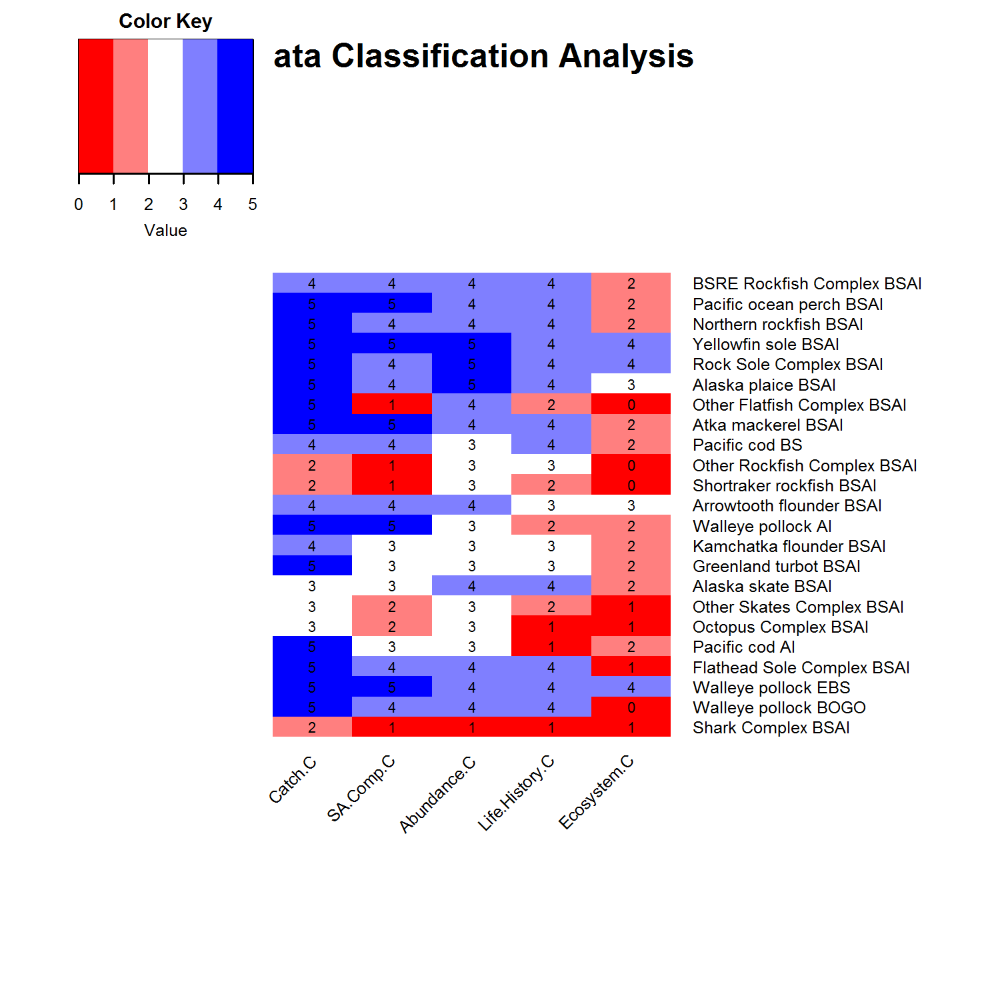 Color Key
ata Classification Analysis
0 1 2 3 4 5
Value
4 4 4 4 2 BSRE Rockfish Complex BSAI
5 5 4 4 2 Pacific ocean perch BSAI
5 4 4 4 2 Northern rockfish BSAI
5 5 5 4 4 Yellowfin sole BSAI
5 4 5 4 4 Rock Sole Complex BSAI
5 4 5 4 3 Alaska plaice BSAI
5 1 4 2 0 Other Flatfish Complex BSAI
5 5 4 4 2 Atka mackerel BSAI
4 4 3 4 2 Pacific cod BS
2 1 3 3 0 Other Rockfish Complex BSAI
2 1 3 2 0 Shortraker rockfish BSAI
4 4 4 3 3 Arrowtooth flounder BSAI
5 5 3 2 2 Walleye pollock AI
4 3 3 3 2 Kamchatka flounder BSAI
5 3 3 3 2 Greenland turbot BSAI
3 3 4 4 2 Alaska skate BSAI
3 2 3 2 1 Other Skates Complex BSAI
3 2 3 1 1 Octopus Complex BSAI
5 3 3 1 2 Pacific cod AI
5 4 4 4 1 Flathead Sole Complex BSAI
5 5 4 4 4 Walleye pollock EBS
5 4 4 4 0 Walleye pollock BOGO
2 1 1 1 1 Shark Complex BSAI
Catch.C SA.Comp.C Abundance.C Life.History.C Ecosystem.C